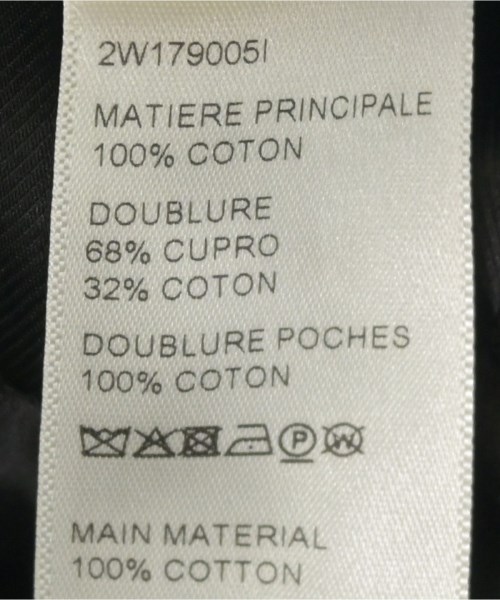 2W179005I
MATIERE PRINCIPALE
100% COTON
DOUBLURE
68% CUPRO
32% COTON
DOUBLURE POCHES
100% COTON
P W
MAIN MATERIAL
100% COTTON